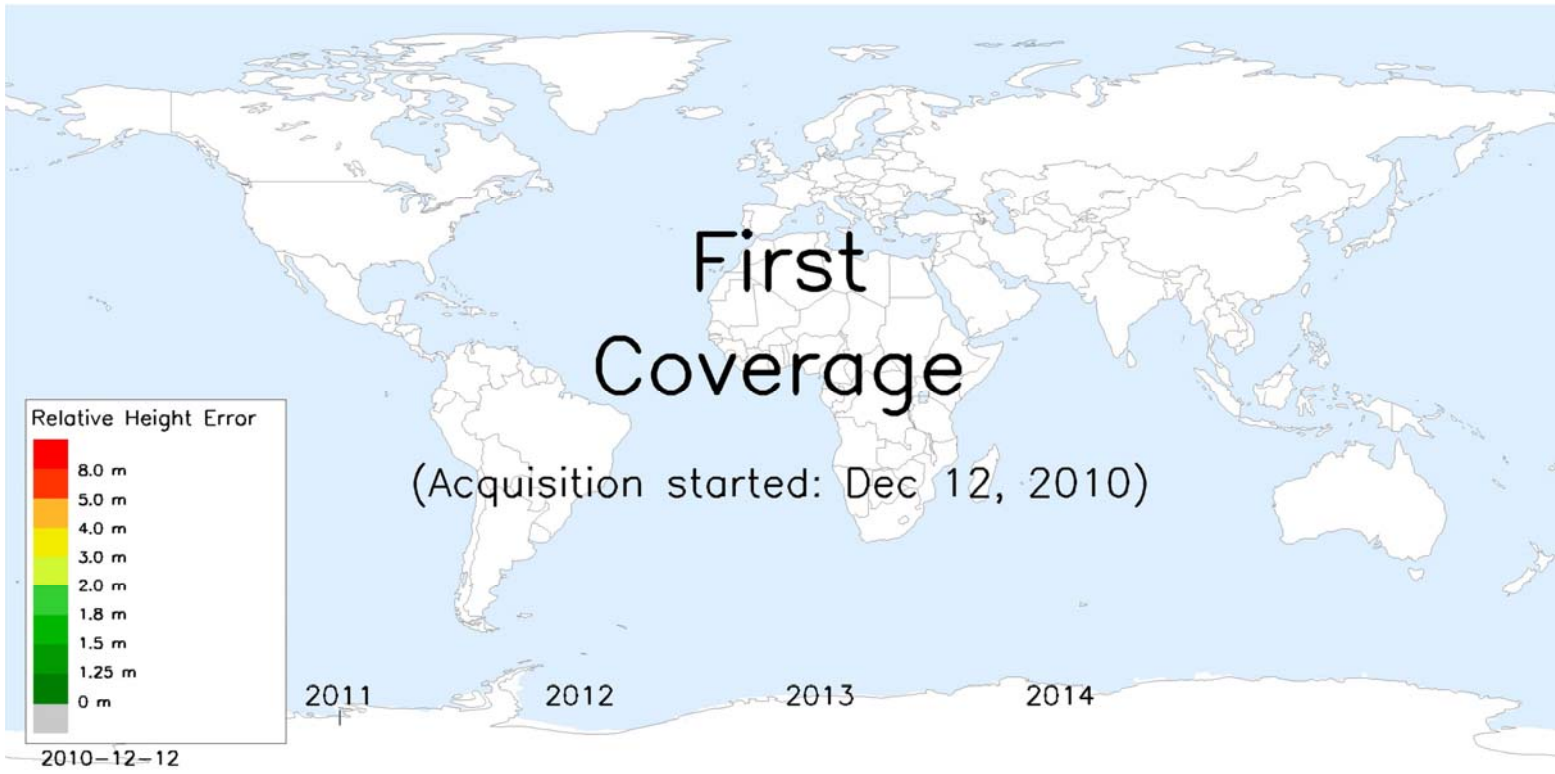 First
Coverage
(Acquisition started: Dec 12, 2010)
Relative Height Error
8.0 m
5.0 m
4.0 m
3.0 m
2.0 m
1.8 m
1.5 m
1.25 m
0 m
2011 2012 2013 2014
2010-12-12